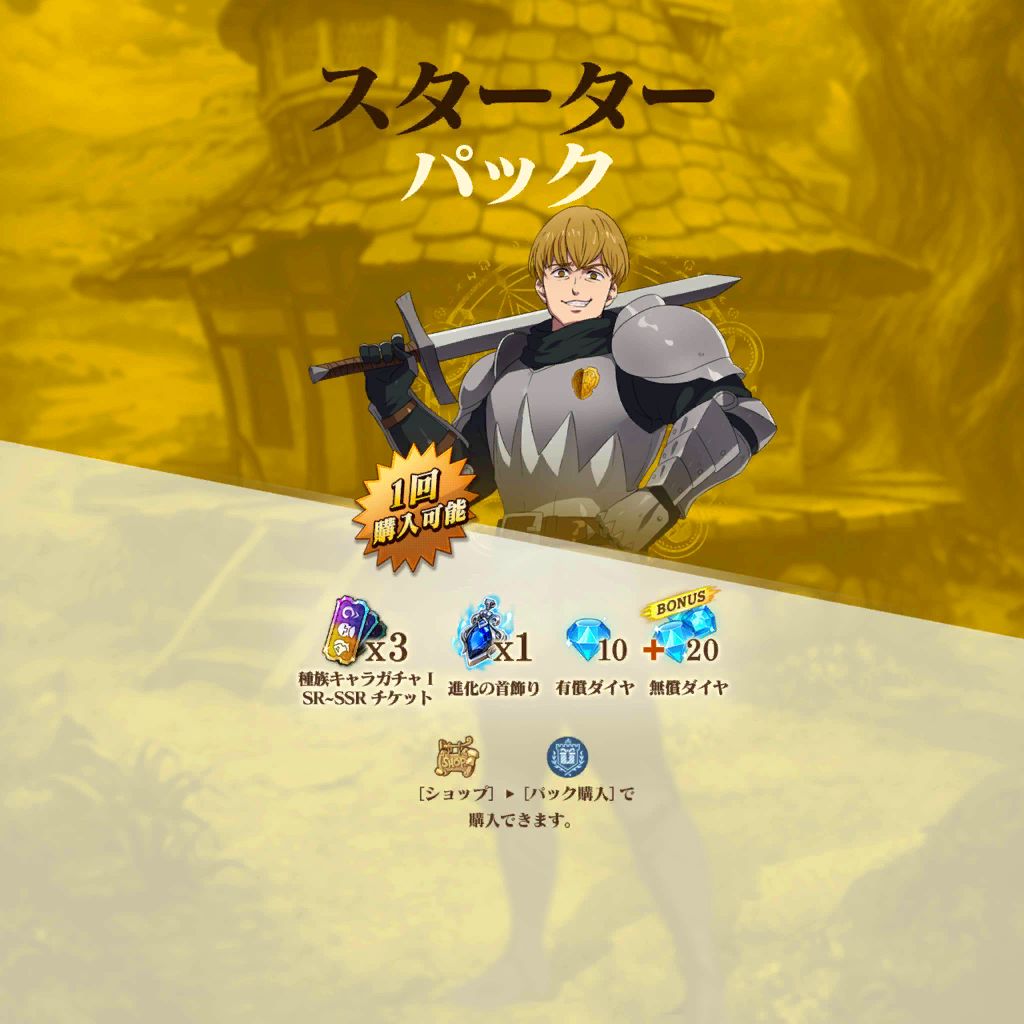 スターター
パック
1回
購入可能
BONUS
x3
x1
10
+20
種族キャラガチャ I
SR~SSR チケット
進化の首飾り
有償ダイヤ
無償ダイヤ
SHOP
[ショップ] ▶ [パック購入] で
購入できます。